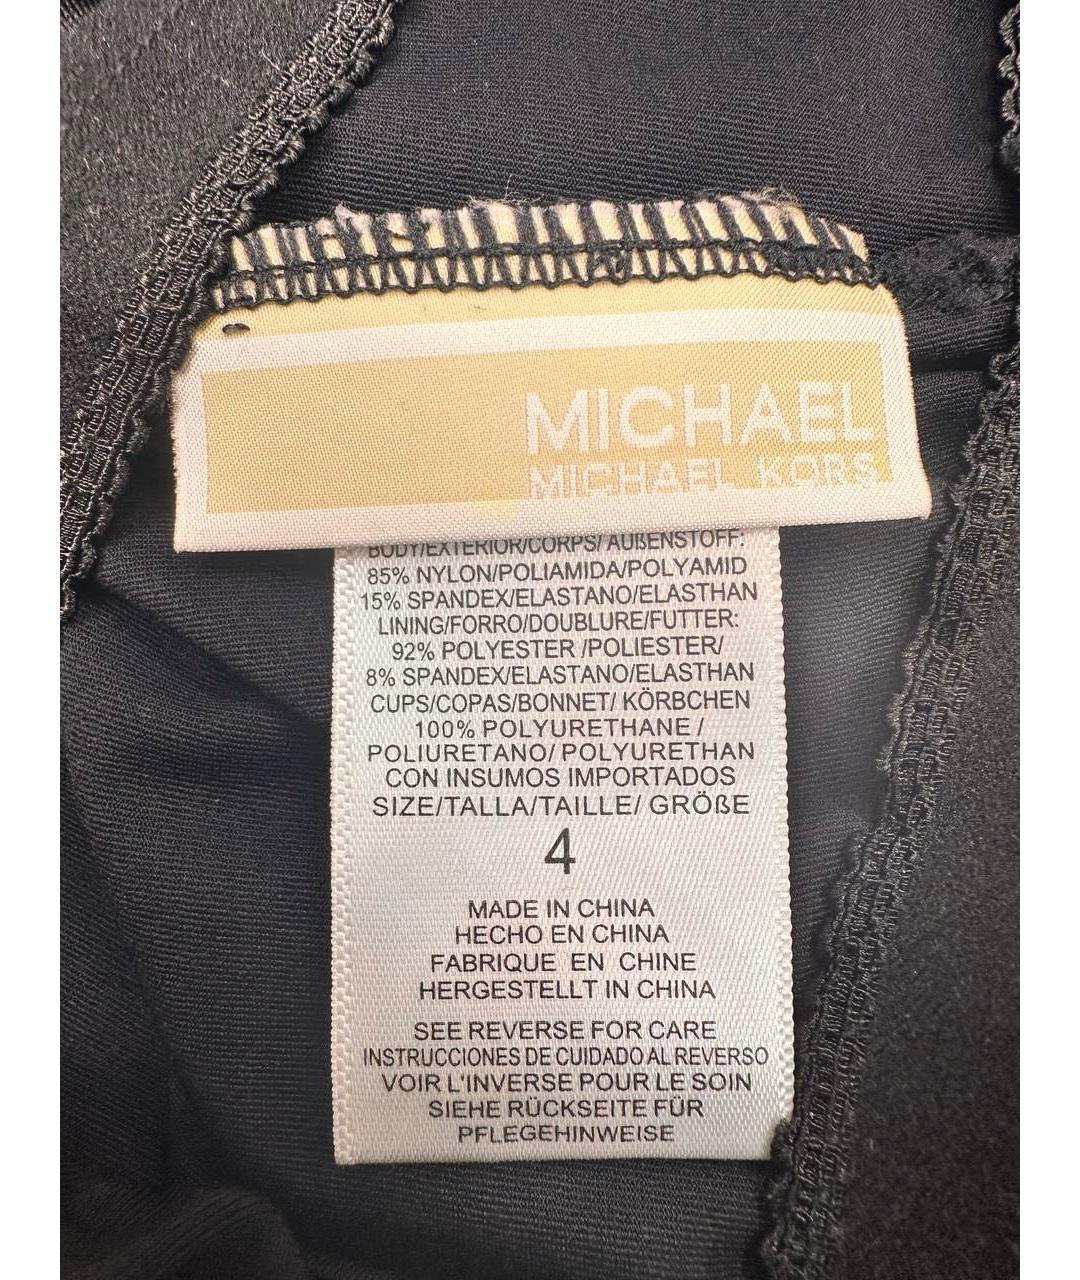 MICHAEL
MICHAEL KORS
BODY/EXTERIOR/CORPS/ AUßENSTOFF:
85% NYLON/POLIAMIDA/POLYAMID
15% SPANDEX/ELASTANO/ELASTHAN
LINING/FORRO/DOUBLURE/FUTTER:
92% POLYESTER /POLIESTER/
8% SPANDEX/ELASTANO/ELASTHAN
CUPS/COPAS/BONNET/ KÖRBCHEN
100% POLYURETHANE /
POLIURETANO/ POLYURETHAN
CON INSUMOS IMPORTADOS
SIZE/TALLA/TAILLE/ GRÖßE
4
MADE IN CHINA
HECHO EN CHINA
FABRIQUE EN CHINE
HERGESTELLT IN CHINA
SEE REVERSE FOR CARE
INSTRUCCIONES DE CUIDADO AL REVERSO
VOIR L'INVERSE POUR LE SOIN
SIEHE RÜCKSEITE FÜR
PFLEGEHINWEISE